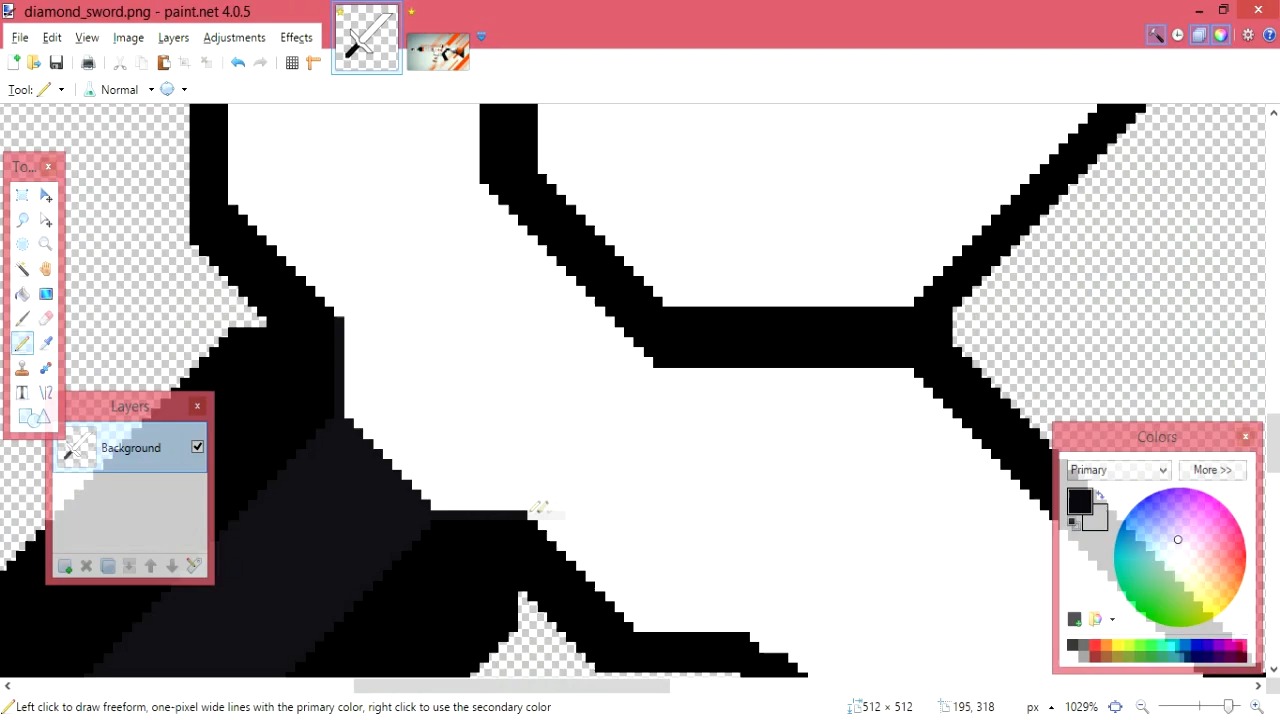 diamond_sword.png - paint.net 4.0.5
File Edit View Image Layers Adjustments Effects
Tool: Normal
To...
Layers
Background
Colors
Primary More >>
Left click to draw freeform, one-pixel wide lines with the primary color, right click to use the secondary color
512 × 512 195, 318 px 1029%